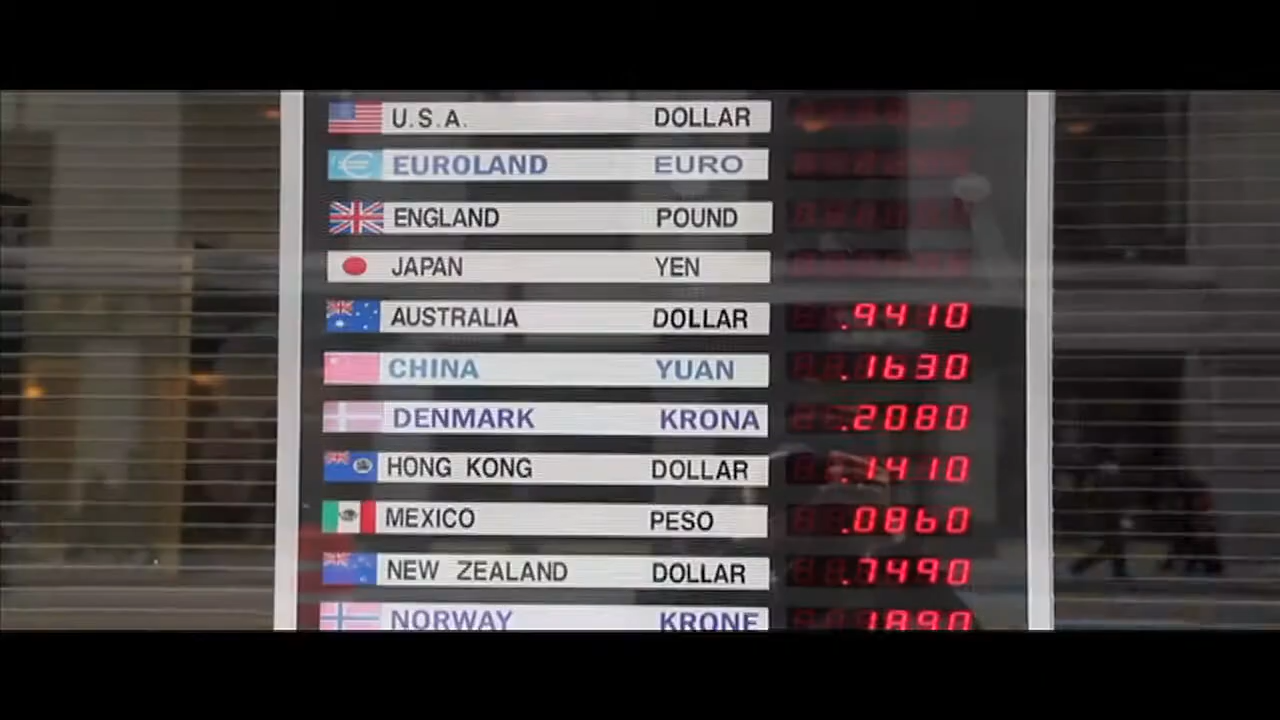 U.S.A. DOLLAR
EUROLAND EURO
ENGLAND POUND
JAPAN YEN
AUSTRALIA DOLLAR .9410
CHINA YUAN .1630
DENMARK KRONA .2080
HONG KONG DOLLAR .1410
MEXICO PESO .0860
NEW ZEALAND DOLLAR .7490
NORWAY KRONE 1890